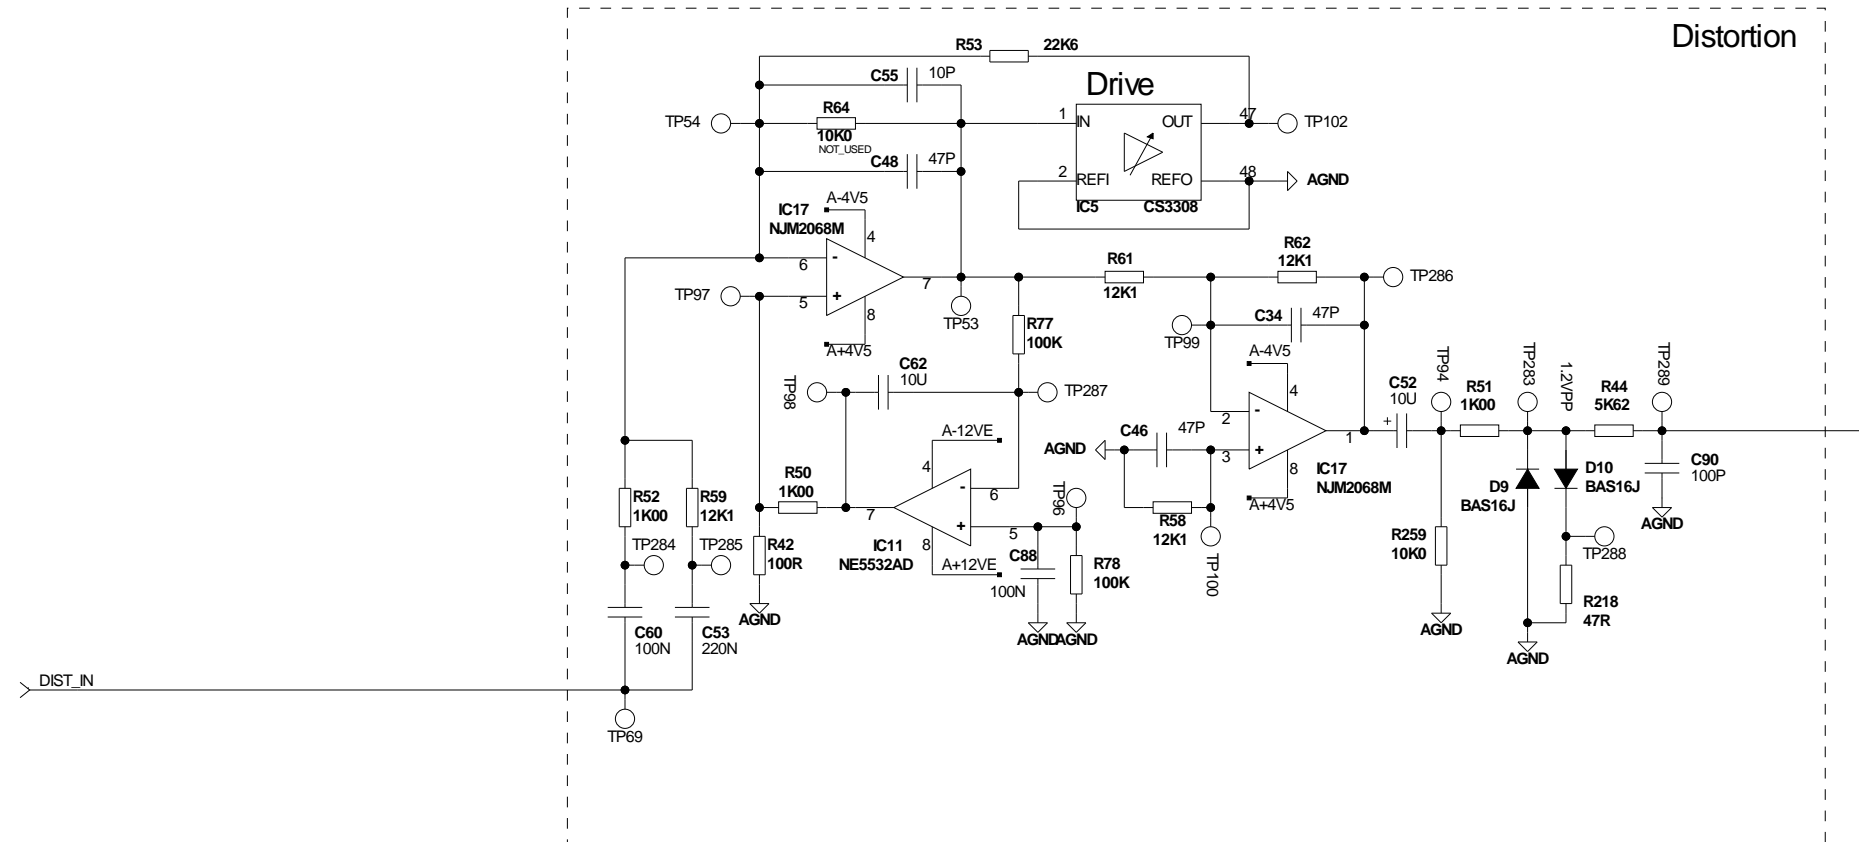 Distortion
R53 22K6
C55 10P
Drive
R64
10K0
NOT_USED
TP54
1 IN OUT 47
TP102
C48 47P
2 REFI REFO 48
AGND
IC5 CS3308
A-4V5
IC17
NJM2068M
4
6 -
TP97
5 +
7
8
A+4V5
TP53
R61
12K1
R62
12K1
TP286
R77
100K
C34 47P
TP99
A-4V5
4
2 -
3 +
1
8
A+4V5
IC17
NJM2068M
C62
10U
TP98
TP287
A-12VE
4
- 6
+ 5
7
8
A+12VE
IC11
NE5532AD
R50
1K00
R42
100R
AGND
TP96
C88
100N
R78
100K
AGND
AGND
AGND
C46 47P
R58
12K1
TP100
C52
10U
+
TP94
R51
1K00
TP283
1.2VPP
R44
5K62
TP289
D9
BAS16J
D10
BAS16J
C90
100P
AGND
R259
10K0
AGND
TP288
R218
47R
AGND
R52
1K00
R59
12K1
TP284
TP285
C60
100N
C53
220N
DIST_IN
TP69